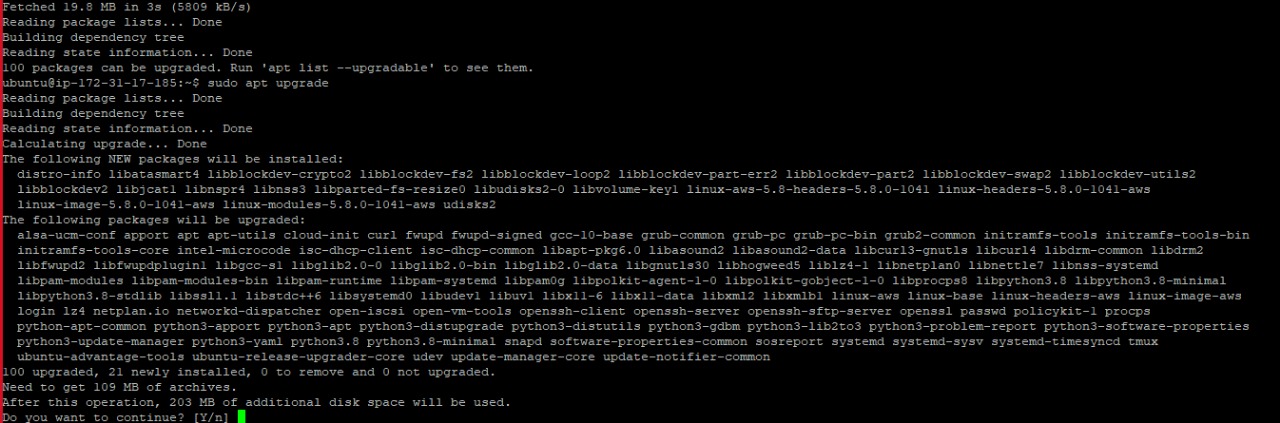 Fetched 19.8 MB in 3s (5809 kB/s)
Reading package lists... Done
Building dependency tree
Reading state information... Done
100 packages can be upgraded. Run 'apt list --upgradable' to see them.
ubuntu@ip-172-31-17-185:~$ sudo apt upgrade
Reading package lists... Done
Building dependency tree
Reading state information... Done
Calculating upgrade... Done
The following NEW packages will be installed:
distro-info libatasmart4 libblockdev-crypto2 libblockdev-fs2 libblockdev-loop2 libblockdev-part-err2 libblockdev-part2 libblockdev-swap2 libblockdev-utils2
libblockdev2 libjcat1 libnspr4 libnss3 libparted-fs-resize0 libudisks2-0 libvolume-key1 linux-aws-5.8-headers-5.8.0-1041 linux-headers-5.8.0-1041-aws
linux-image-5.8.0-1041-aws linux-modules-5.8.0-1041-aws udisks2
The following packages will be upgraded:
alsa-ucm-conf apport apt apt-utils cloud-init curl fwupd fwupd-signed gcc-10-base grub-common grub-pc grub-pc-bin grub2-common initramfs-tools initramfs-tools-bin
initramfs-tools-core intel-microcode isc-dhcp-client isc-dhcp-common libapt-pkg6.0 libasound2 libasound2-data libcurl3-gnutls libcurl4 libdrm-common libdrm2
libfwupd2 libfwupdplugin1 libgcc-s1 libglib2.0-0 libglib2.0-bin libglib2.0-data libgnutls30 libhogweed5 liblz4-1 libnetplan0 libnettle7 libnss-systemd
libpam-modules libpam-modules-bin libpam-runtime libpam-systemd libpam0g libpolkit-agent-1-0 libpolkit-gobject-1-0 libprocps8 libpython3.8 libpython3.8-minimal
libpython3.8-stdlib libssl1.1 libstdc++6 libsystemd0 libudev1 libuv1 libx11-6 libx11-data libxml2 libxmlb1 linux-aws linux-base linux-headers-aws linux-image-aws
login lz4 netplan.io networkd-dispatcher open-iscsi open-vm-tools openssh-client openssh-server openssh-sftp-server openssl passwd policykit-1 procps
python-apt-common python3-apport python3-apt python3-distupgrade python3-distutils python3-gdbm python3-lib2to3 python3-problem-report python3-software-properties
python3-update-manager python3-yaml python3.8 python3.8-minimal snapd software-properties-common sosreport systemd systemd-sysv systemd-timesyncd tmux
ubuntu-advantage-tools ubuntu-release-upgrader-core udev update-manager-core update-notifier-common
100 upgraded, 21 newly installed, 0 to remove and 0 not upgraded.
Need to get 109 MB of archives.
After this operation, 203 MB of additional disk space will be used.
Do you want to continue? [Y/n]